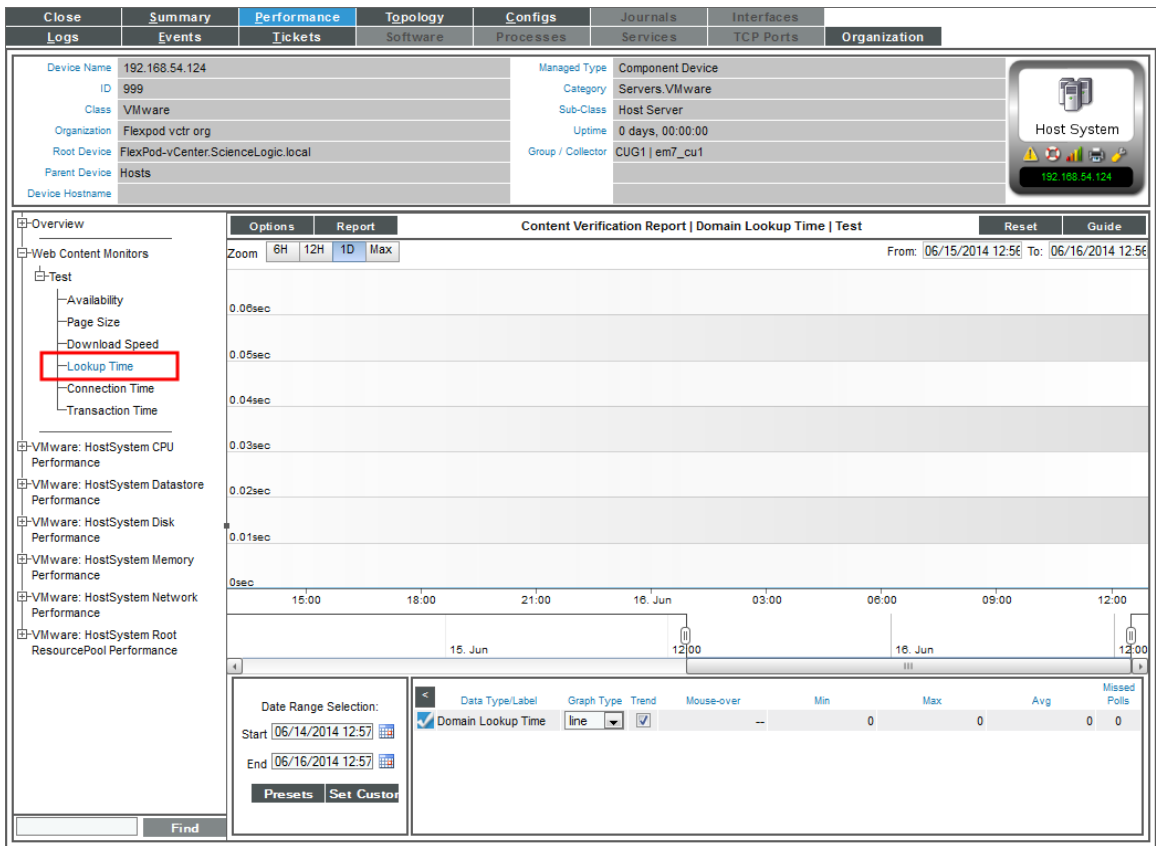 Close Summary Performance Topology Configs Journals Interfaces
Logs Events Tickets Software Processes Services TCP Ports Organization
Device Name 192.168.54.124 Managed Type Component Device
ID 999 Category Servers.VMware
Class VMware Sub-Class Host Server
Organization Flexpod vctr org Uptime 0 days, 00:00:00
Root Device FlexPod-vCenter.ScienceLogic.local Group / Collector CUG1 | em7_cu1
Parent Device Hosts
Device Hostname
Host System
192.168.54.124
Overview
Web Content Monitors
Test
Availability
Page Size
Download Speed
Lookup Time
Connection Time
Transaction Time
VMware: HostSystem CPU
Performance
VMware: HostSystem Datastore
Performance
VMware: HostSystem Disk
Performance
VMware: HostSystem Memory
Performance
VMware: HostSystem Network
Performance
VMware: HostSystem Root
ResourcePool Performance
Find
Options Report Content Verification Report | Domain Lookup Time | Test Reset Guide
Zoom 6H 12H 1D Max From: 06/15/2014 12:56 To: 06/16/2014 12:56
0.06sec
0.05sec
0.04sec
0.03sec
0.02sec
0.01sec
0sec
15:00 18:00 21:00 16. Jun 03:00 06:00 09:00 12:00
15. Jun 12:00 16. Jun 12:00
Date Range Selection:
Start 06/14/2014 12:57
End 06/16/2014 12:57
Presets Set Custor
< Data Type/Label Graph Type Trend Mouse-over Min Max Avg Missed Polls
Domain Lookup Time line -- 0 0 0 0